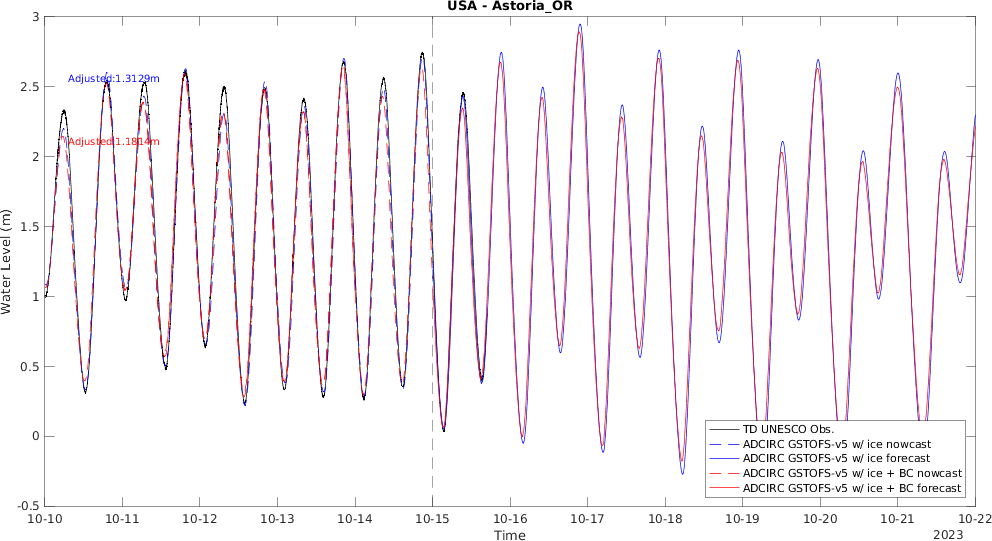 USA - Astoria_OR
3
2.5
2
1.5
1
0.5
0
-0.5
Water Level (m)
Adjusted:1.3129m
Adjusted:1.1814m
TD UNESCO Obs.
ADCIRC GSTOFS-v5 w/ ice nowcast
ADCIRC GSTOFS-v5 w/ ice forecast
ADCIRC GSTOFS-v5 w/ ice + BC nowcast
ADCIRC GSTOFS-v5 w/ ice + BC forecast
10-10 10-11 10-12 10-13 10-14 10-15 10-16 10-17 10-18 10-19 10-20 10-21 10-22
Time
2023